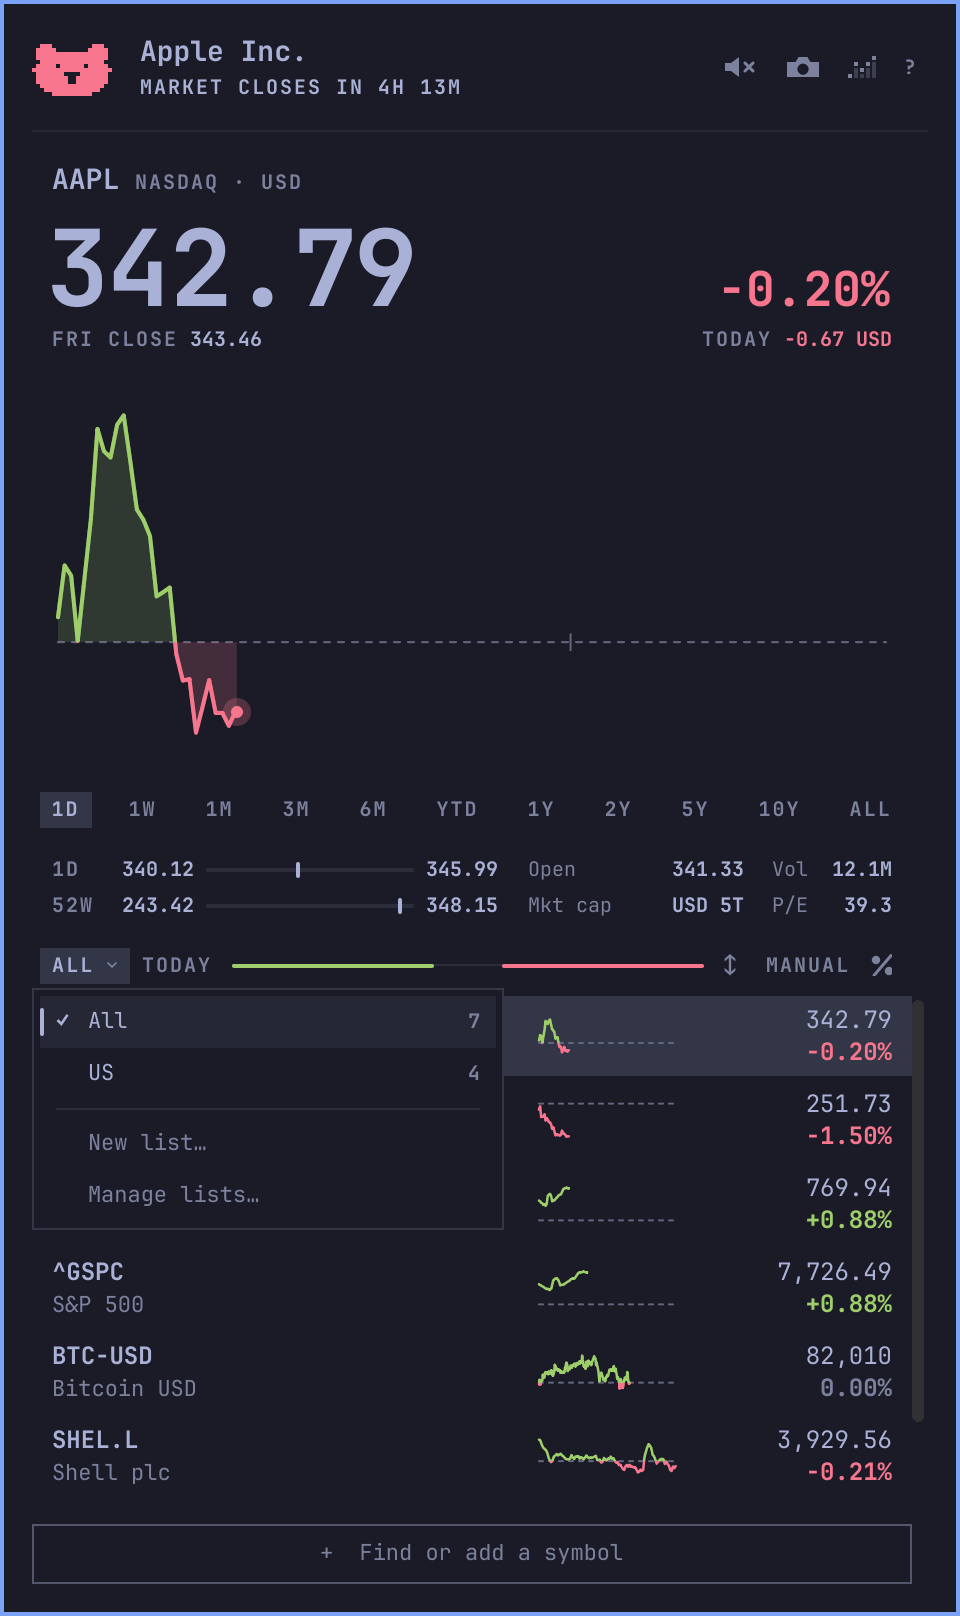 Apple Inc.
MARKET CLOSES IN 4H 13M
?
AAPL NASDAQ · USD
342.79
-0.20%
FRI CLOSE 343.46
TODAY -0.67 USD
1D 1W 1M 3M 6M YTD 1Y 2Y 5Y 10Y ALL
1D 340.12 345.99 Open 341.33 Vol 12.1M
52W 243.42 348.15 Mkt cap USD 5T P/E 39.3
ALL TODAY MANUAL %
All 7
US 4
New list…
Manage lists…
342.79
-0.20%
251.73
-1.50%
769.94
+0.88%
^GSPC 7,726.49
S&P 500 +0.88%
BTC-USD 82,010
Bitcoin USD 0.00%
SHEL.L 3,929.56
Shell plc -0.21%
+ Find or add a symbol